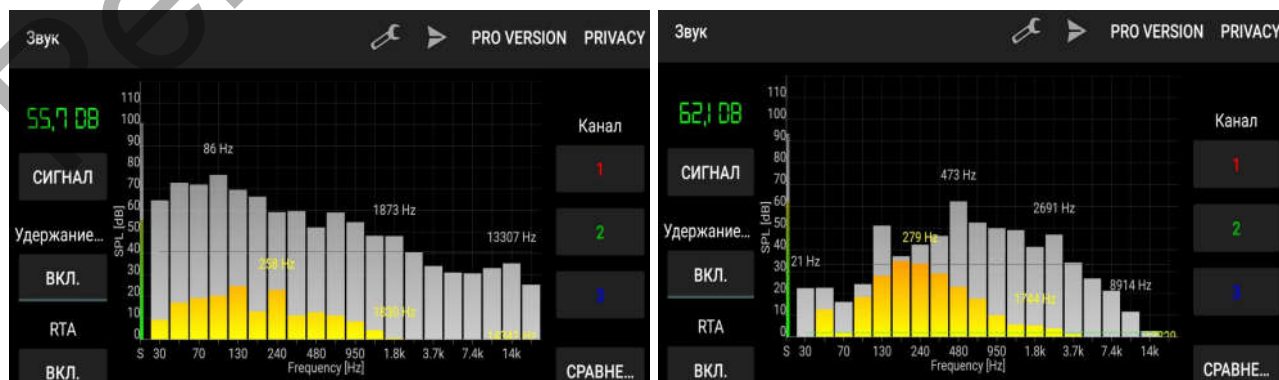 Звук PRO VERSION PRIVACY
55,7 DB
СИГНАЛ
Удержание...
ВКЛ.
RTA
ВКЛ.
110
100
90
80
70
60
50
40
30
20
10
0
SPL [dB]
86 Hz
1873 Hz
13307 Hz
258 Hz
S 30 70 130 240 480 950 1.8k 3.7k 7.4k 14k
Frequency [Hz]
Канал
1
2
3
СРАВНЕ...
Звук PRO VERSION PRIVACY
62,1 DB
СИГНАЛ
Удержание...
ВКЛ.
RTA
ВКЛ.
110
100
90
80
70
60
50
40
30
20
10
0
SPL [dB]
473 Hz
2691 Hz
279 Hz
21 Hz
8914 Hz
1744 Hz
S 30 70 130 240 480 950 1.8k 3.7k 7.4k 14k
Frequency [Hz]
Канал
1
2
3
СРАВНЕ...